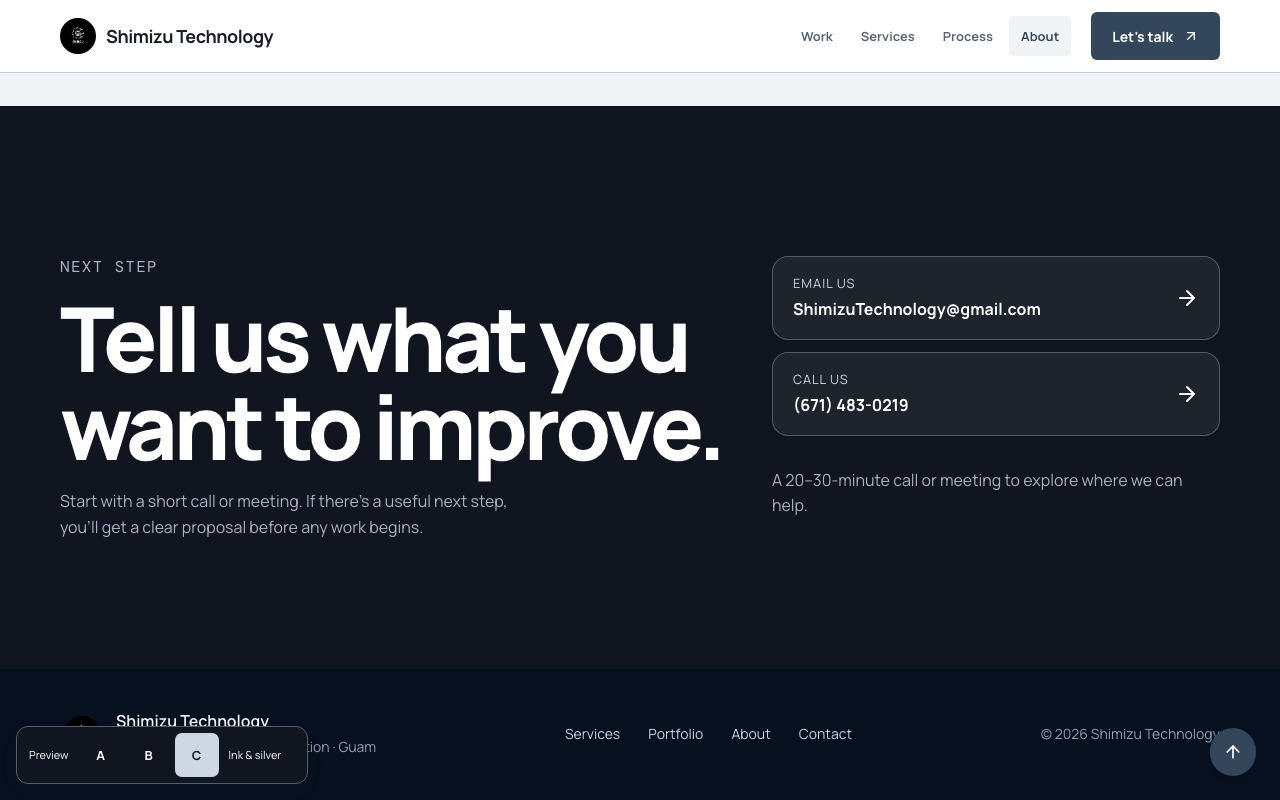 Shimizu Technology
Work
Services
Process
About
Let's talk
NEXT STEP
Tell us what you
want to improve.
Start with a short call or meeting. If there's a useful next step,
you'll get a clear proposal before any work begins.
EMAIL US
ShimizuTechnology@gmail.com
CALL US
(671) 483-0219
A 20–30-minute call or meeting to explore where we can
help.
Shimizu Technology
· Guam
Services
Portfolio
About
Contact
© 2026 Shimizu Technology
Preview
A
B
C
Ink & silver